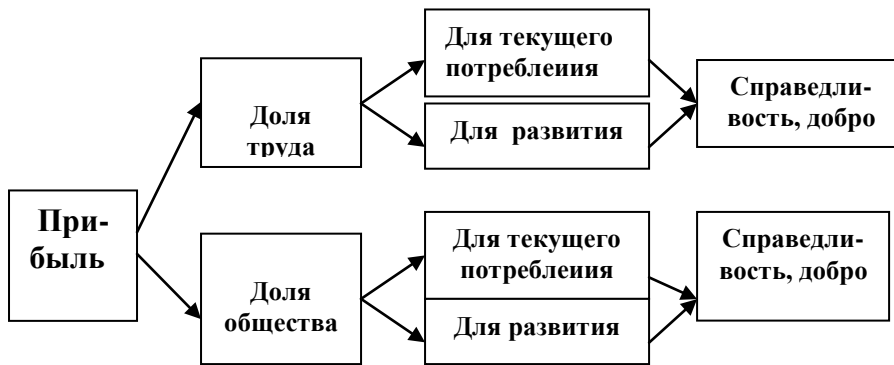 При-
быль
Доля
труда
Для текущего
потреблеиия
Для развития
Справедли-
вость, добро
Доля
общества
Для текущего
потреблеиия
Для развития
Справедли-
вость, добро